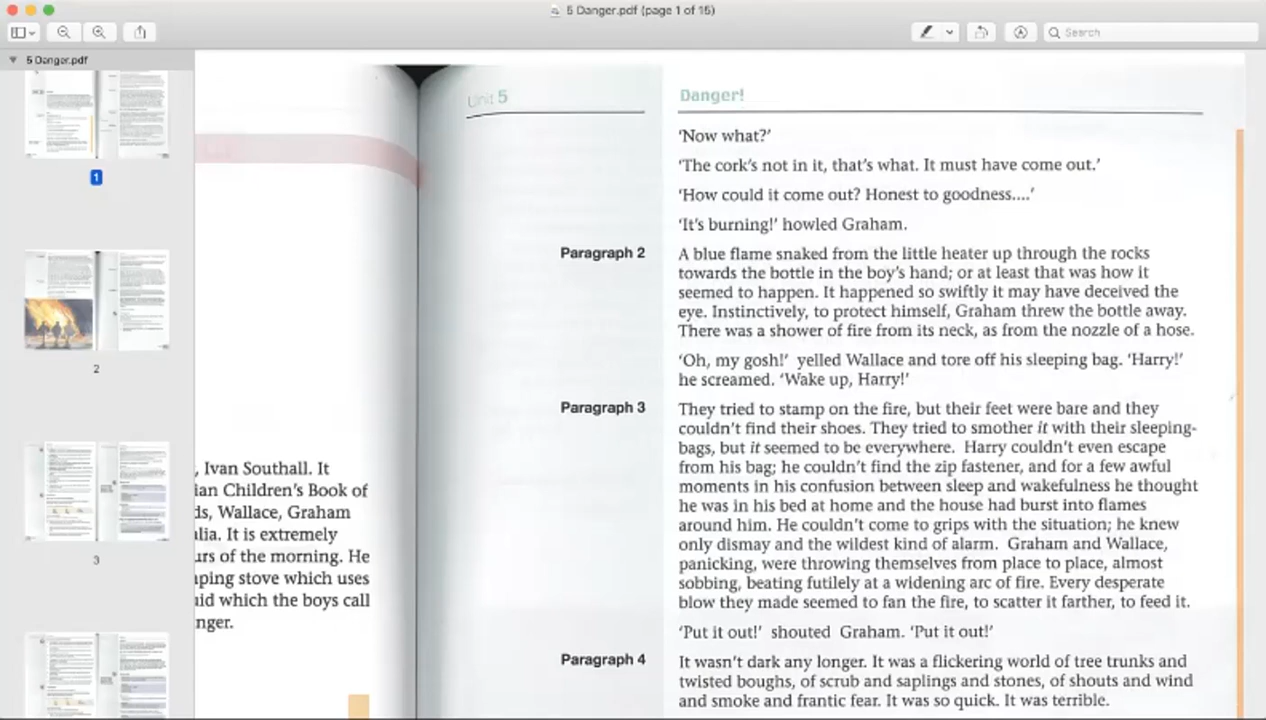 5 Danger.pdf (page 1 of 15)
Search
5 Danger.pdf
1
2
3
, Ivan Southall. It
ian Children's Book of
ds, Wallace, Graham
alia. It is extremely
urs of the morning. He
ping stove which uses
uid which the boys call
nger.
Unit 5
Danger!
'Now what?'
'The cork's not in it, that's what. It must have come out.'
'How could it come out? Honest to goodness....'
'It's burning!' howled Graham.
Paragraph 2
A blue flame snaked from the little heater up through the rocks
towards the bottle in the boy's hand; or at least that was how it
seemed to happen. It happened so swiftly it may have deceived the
eye. Instinctively, to protect himself, Graham threw the bottle away.
There was a shower of fire from its neck, as from the nozzle of a hose.
'Oh, my gosh!' yelled Wallace and tore off his sleeping bag. 'Harry!'
he screamed. 'Wake up, Harry!'
Paragraph 3
They tried to stamp on the fire, but their feet were bare and they
couldn't find their shoes. They tried to smother it with their sleeping-
bags, but it seemed to be everywhere. Harry couldn't even escape
from his bag; he couldn't find the zip fastener, and for a few awful
moments in his confusion between sleep and wakefulness he thought
he was in his bed at home and the house had burst into flames
around him. He couldn't come to grips with the situation; he knew
only dismay and the wildest kind of alarm. Graham and Wallace,
panicking, were throwing themselves from place to place, almost
sobbing, beating futilely at a widening arc of fire. Every desperate
blow they made seemed to fan the fire, to scatter it farther, to feed it.
'Put it out!' shouted Graham. 'Put it out!'
Paragraph 4
It wasn't dark any longer. It was a flickering world of tree trunks and
twisted boughs, of scrub and saplings and stones, of shouts and wind
and smoke and frantic fear. It was so quick. It was terrible.